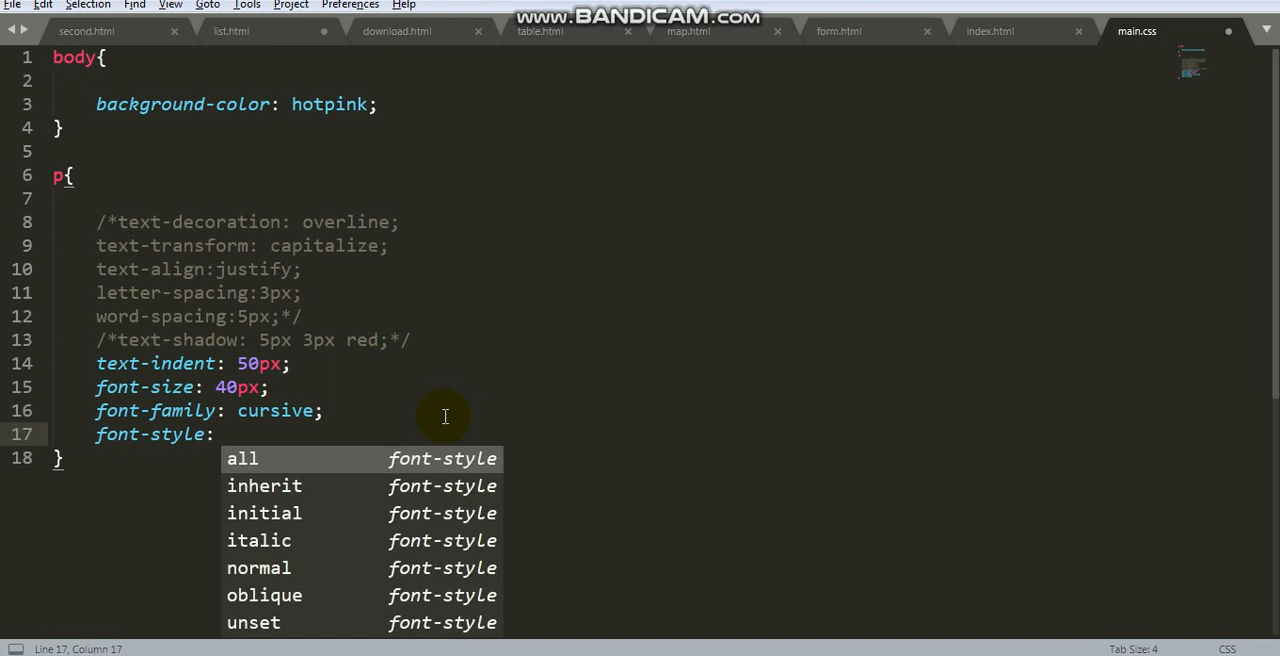 File Edit Selection Find View Goto Tools Project Preferences Help
www.BANDICAM.com
second.html list.html download.html table.html map.html form.html index.html main.css
1 body{
2
3 background-color: hotpink;
4 }
5
6 p{
7
8 /*text-decoration: overline;
9 text-transform: capitalize;
10 text-align:justify;
11 letter-spacing:3px;
12 word-spacing:5px;*/
13 /*text-shadow: 5px 3px red;*/
14 text-indent: 50px;
15 font-size: 40px;
16 font-family: cursive;
17 font-style:
18 }
all font-style
inherit font-style
initial font-style
italic font-style
normal font-style
oblique font-style
unset font-style
Line 17, Column 17 Tab Size: 4 CSS